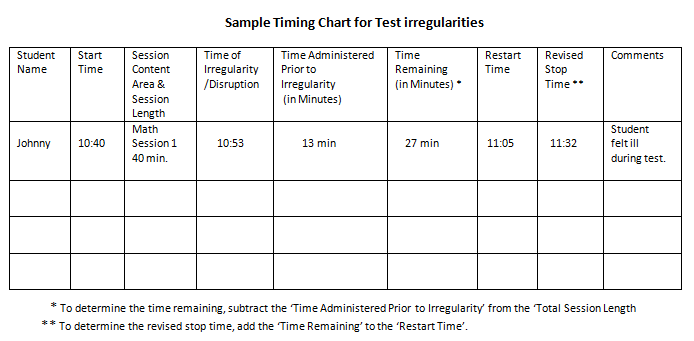 Sample Timing Chart for Test irregularities
Student
Name
Start
Time
Session
Content
Area &
Session
Length
Time of
Irregularity
/Disruption
Time Administered
Prior to
Irregularity
(in Minutes)
Time
Remaining
(in Minutes) *
Restart
Time
Revised
Stop
Time **
Comments
Johnny
10:40
Math
Session 1
40 min.
10:53
13 min
27 min
11:05
11:32
Student
felt ill
during test.
* To determine the time remaining, subtract the ‘Time Administered Prior to Irregularity’ from the ‘Total Session Length
** To determine the revised stop time, add the ‘Time Remaining’ to the ‘Restart Time’.